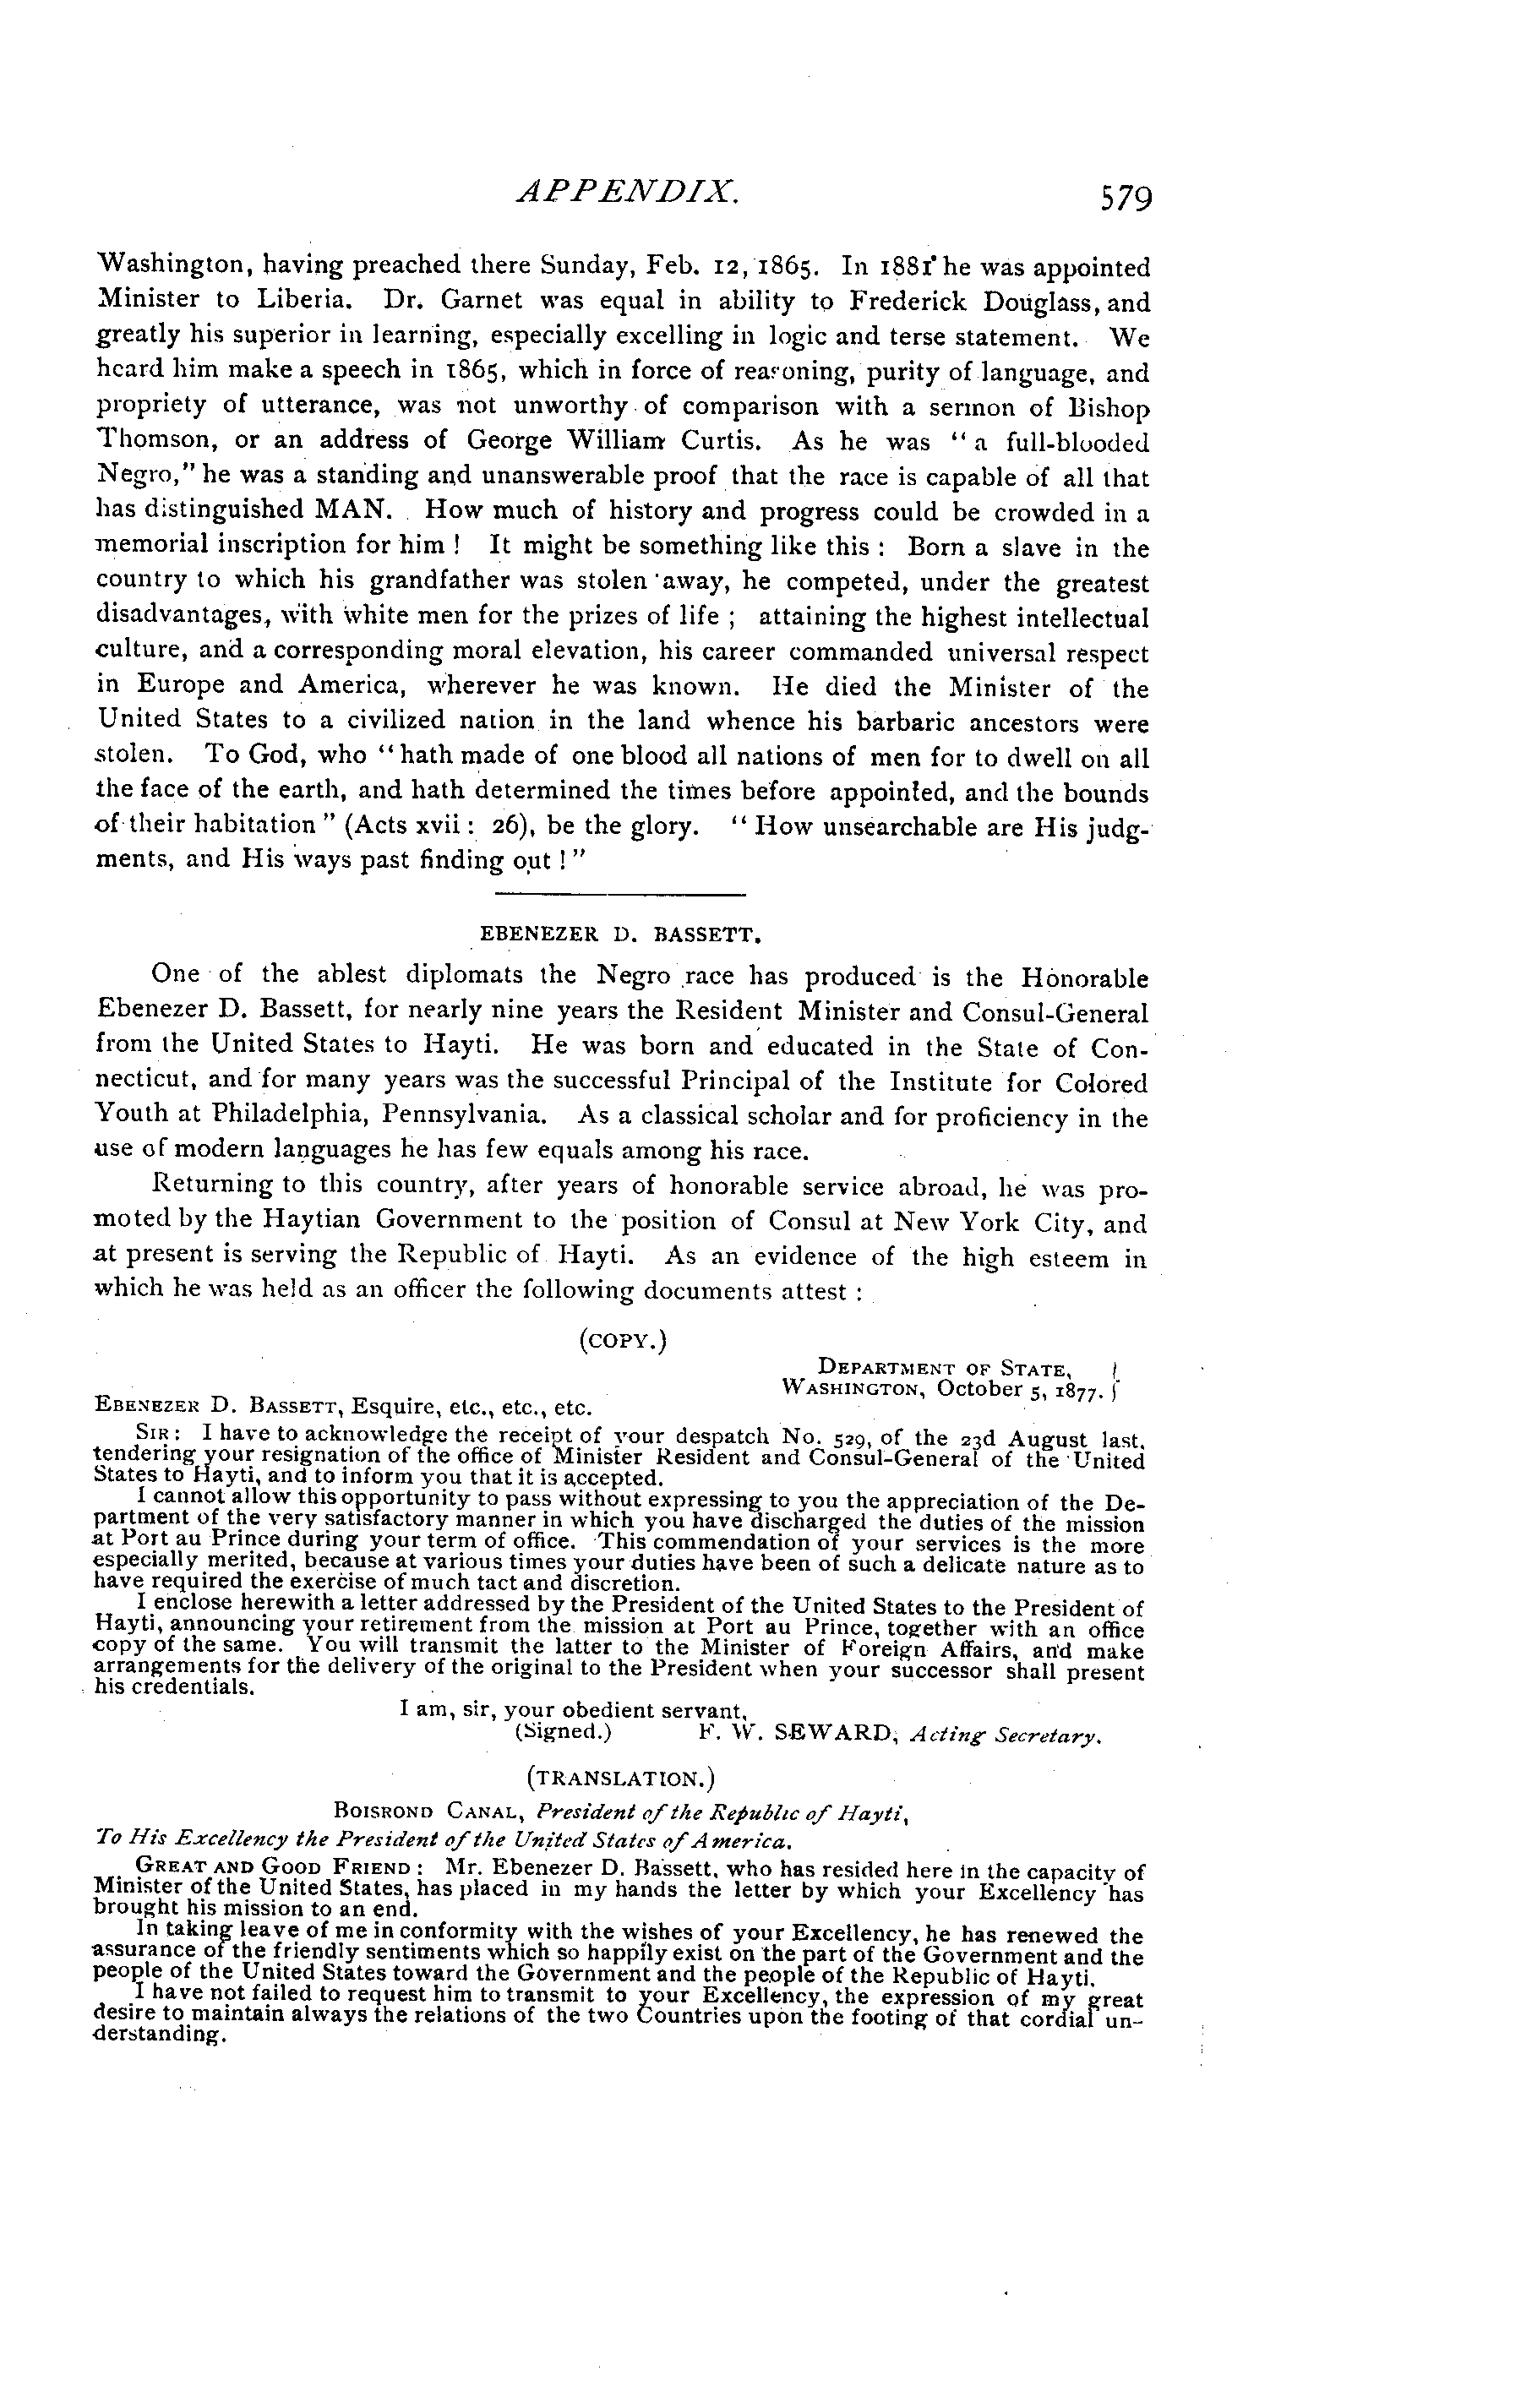 APPENDIX. 579
Washington, having preached there Sunday, Feb. 12, 1865. In 1881 he was appointed
Minister to Liberia. Dr. Garnet was equal in ability to Frederick Douglass, and
greatly his superior in learning, especially excelling in logic and terse statement. We
heard him make a speech in 1865, which in force of reasoning, purity of language, and
propriety of utterance, was not unworthy of comparison with a sermon of Bishop
Thomson, or an address of George William Curtis. As he was "a full-blooded
Negro," he was a standing and unanswerable proof that the race is capable of all that
has distinguished MAN. How much of history and progress could be crowded in a
memorial inscription for him! It might be something like this: Born a slave in the
country to which his grandfather was stolen away, he competed, under the greatest
disadvantages, with white men for the prizes of life; attaining the highest intellectual
culture, and a corresponding moral elevation, his career commanded universal respect
in Europe and America, wherever he was known. He died the Minister of the
United States to a civilized nation in the land whence his barbaric ancestors were
stolen. To God, who "hath made of one blood all nations of men for to dwell on all
the face of the earth, and hath determined the times before appointed, and the bounds
of their habitation" (Acts xvii: 26), be the glory. "How unsearchable are His judg-
ments, and His ways past finding out!"
EBENEZER D. BASSETT.
One of the ablest diplomats the Negro race has produced is the Honorable
Ebenezer D. Bassett, for nearly nine years the Resident Minister and Consul-General
from the United States to Hayti. He was born and educated in the State of Con-
necticut, and for many years was the successful Principal of the Institute for Colored
Youth at Philadelphia, Pennsylvania. As a classical scholar and for proficiency in the
use of modern languages he has few equals among his race.
Returning to this country, after years of honorable service abroad, he was pro-
moted by the Haytian Government to the position of Consul at New York City, and
at present is serving the Republic of Hayti. As an evidence of the high esteem in
which he was held as an officer the following documents attest:
(COPY.)
DEPARTMENT OF STATE, }
WASHINGTON, October 5, 1877. }
EBENEZER D. BASSETT, Esquire, etc., etc., etc.
SIR: I have to acknowledge the receipt of your despatch No. 529, of the 23d August last,
tendering your resignation of the office of Minister Resident and Consul-General of the United
States to Hayti, and to inform you that it is accepted.
I cannot allow this opportunity to pass without expressing to you the appreciation of the De-
partment of the very satisfactory manner in which you have discharged the duties of the mission
at Port au Prince during your term of office. This commendation of your services is the more
especially merited, because at various times your duties have been of such a delicate nature as to
have required the exercise of much tact and discretion.
I enclose herewith a letter addressed by the President of the United States to the President of
Hayti, announcing your retirement from the mission at Port au Prince, together with an office
copy of the same. You will transmit the latter to the Minister of Foreign Affairs, and make
arrangements for the delivery of the original to the President when your successor shall present
his credentials.
I am, sir, your obedient servant,
(Signed.) F. W. SEWARD, Acting Secretary.
(TRANSLATION.)
BOISROND CANAL, President of the Republic of Hayti,
To His Excellency the President of the United States of America.
GREAT AND GOOD FRIEND: Mr. Ebenezer D. Bassett, who has resided here in the capacity of
Minister of the United States, has placed in my hands the letter by which your Excellency has
brought his mission to an end.
In taking leave of me in conformity with the wishes of your Excellency, he has renewed the
assurance of the friendly sentiments which so happily exist on the part of the Government and the
people of the United States toward the Government and the people of the Republic of Hayti.
I have not failed to request him to transmit to your Excellency, the expression of my great
desire to maintain always the relations of the two Countries upon the footing of that cordial un-
derstanding.